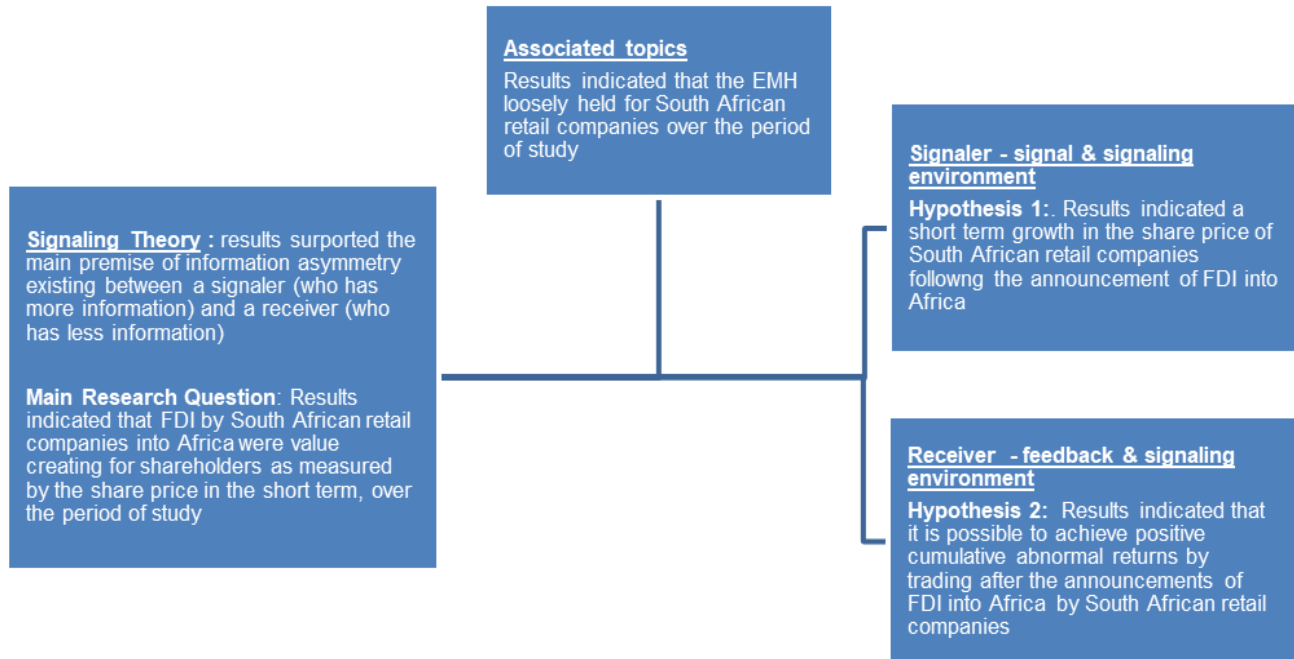 Associated topics
Results indicated that the EMH
loosely held for South African
retail companies over the period
of study
Signaling Theory : results surported the
main premise of information asymmetry
existing between a signaler (who has
more information) and a receiver (who
has less information)
Main Research Question: Results
indicated that FDI by South African retail
companies into Africa were value
creating for shareholders as measured
by the share price in the short term, over
the period of study
Signaler - signal & signaling
environment
Hypothesis 1:. Results indicated a
short term growth in the share price of
South African retail companies
followng the announcement of FDI into
Africa
Receiver - feedback & signaling
environment
Hypothesis 2: Results indicated that
it is possible to achieve positive
cumulative abnormal returns by
trading after the announcements of
FDI into Africa by South African retail
companies